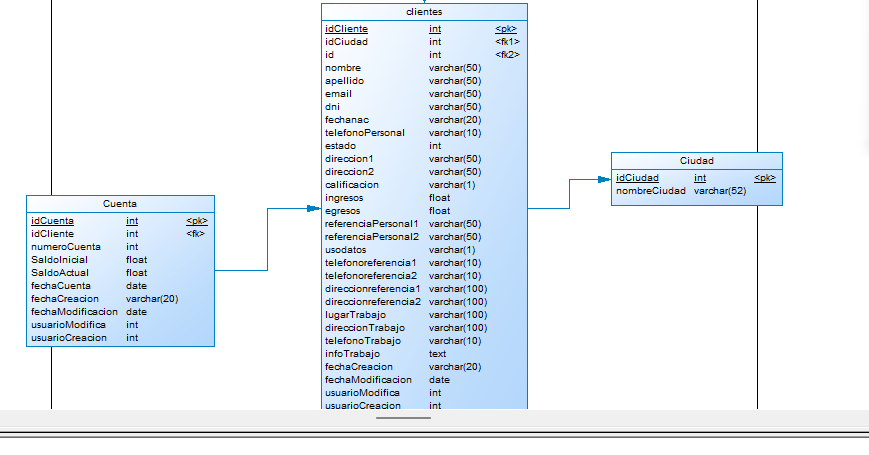 clientes
idCliente int <pk>
idCiudad int <fk1>
id int <fk2>
nombre varchar(50)
apellido varchar(50)
email varchar(50)
dni varchar(50)
fechanac varchar(20)
telefonoPersonal varchar(10)
estado int
direccion1 varchar(50)
direccion2 varchar(50)
calificacion varchar(1)
ingresos float
egresos float
referenciaPersonal1 varchar(50)
referenciaPersonal2 varchar(50)
usodatos varchar(1)
telefonoreferencia1 varchar(10)
telefonoreferencia2 varchar(10)
direccionreferencia1 varchar(100)
direccionreferencia2 varchar(100)
lugarTrabajo varchar(100)
direccionTrabajo varchar(100)
telefonoTrabajo varchar(10)
infoTrabajo text
fechaCreacion varchar(20)
fechaModificacion date
usuarioModifica int
usuarioCreacion int
Ciudad
idCiudad int <pk>
nombreCiudad varchar(52)
Cuenta
idCuenta int <pk>
idCliente int <fk>
numeroCuenta int
SaldoInicial float
SaldoActual float
fechaCuenta date
fechaCreacion varchar(20)
fechaModificacion date
usuarioModifica int
usuarioCreacion int